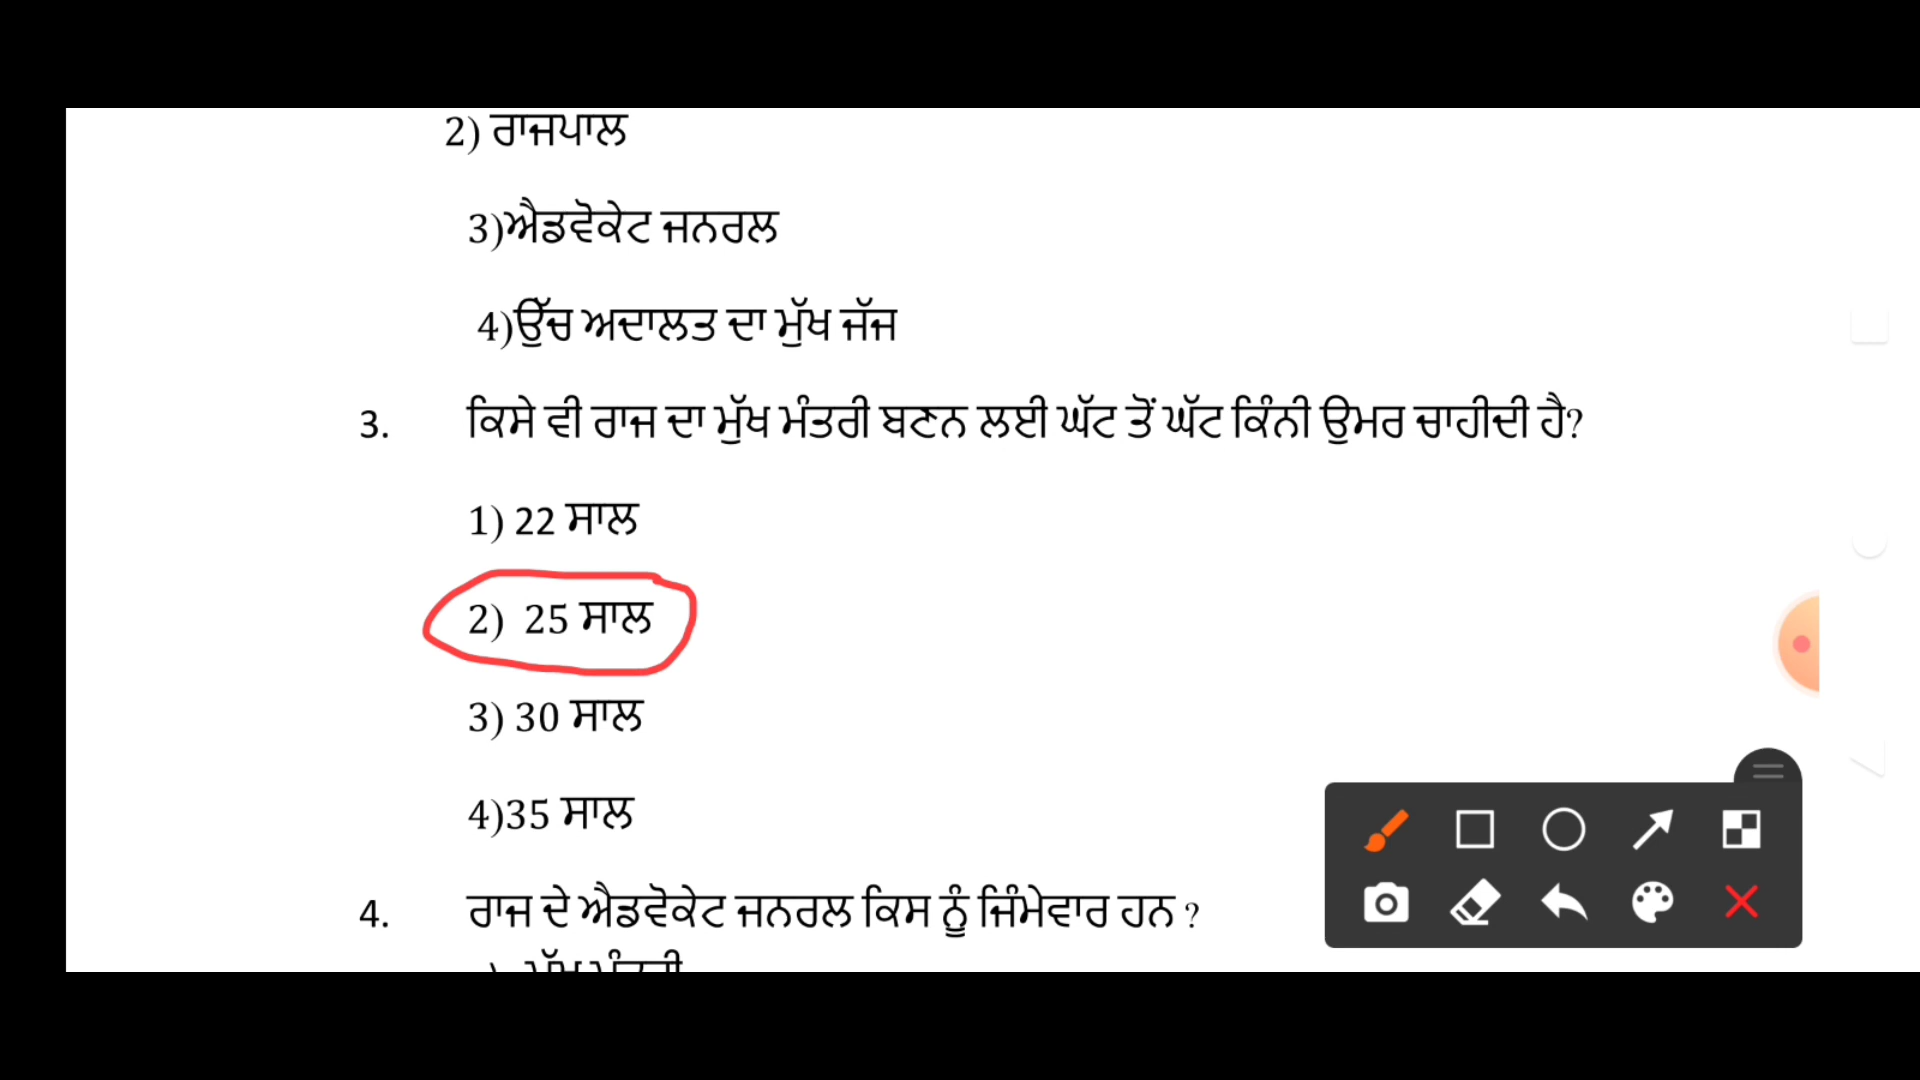 2) ਰਾਜਪਾਲ
3)ਐਡਵੋਕੇਟ ਜਨਰਲ
4)ਉੱਚ ਅਦਾਲਤ ਦਾ ਮੁੱਖ ਜੱਜ
3. ਕਿਸੇ ਵੀ ਰਾਜ ਦਾ ਮੁੱਖ ਮੰਤਰੀ ਬਣਨ ਲਈ ਘੱਟ ਤੋਂ ਘੱਟ ਕਿੰਨੀ ਉਮਰ ਚਾਹੀਦੀ ਹੈ?
1) 22 ਸਾਲ
2) 25 ਸਾਲ
3) 30 ਸਾਲ
4)35 ਸਾਲ
4. ਰਾਜ ਦੇ ਐਡਵੋਕੇਟ ਜਨਰਲ ਕਿਸ ਨੂੰ ਜਿੰਮੇਵਾਰ ਹਨ ?